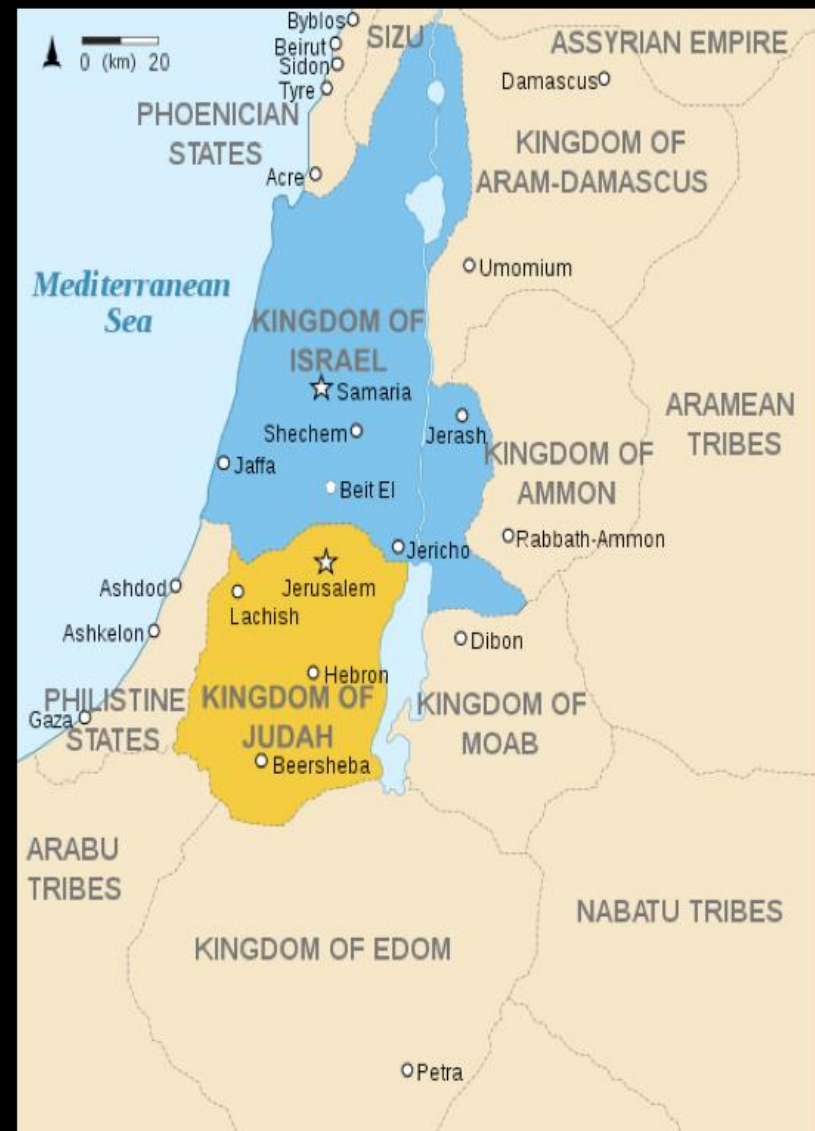 Byblos
SIZU
Beirut
ASSYRIAN EMPIRE
0 (km) 20
Sidon
Damascus
Tyre
PHOENICIAN
STATES
KINGDOM OF
ARAM-DAMASCUS
Acre
Umomium
Mediterranean
Sea
KINGDOM OF
ISRAEL
Samaria
ARAMEAN
TRIBES
Shechem
Jerash
KINGDOM OF
AMMON
Jaffa
Beit El
Rabbath-Ammon
Jericho
Ashdod
Jerusalem
Lachish
Ashkelon
Dibon
Hebron
PHILISTINE
STATES
KINGDOM OF
JUDAH
KINGDOM OF
MOAB
Gaza
Beersheba
ARABU
TRIBES
NABATU TRIBES
KINGDOM OF EDOM
Petra